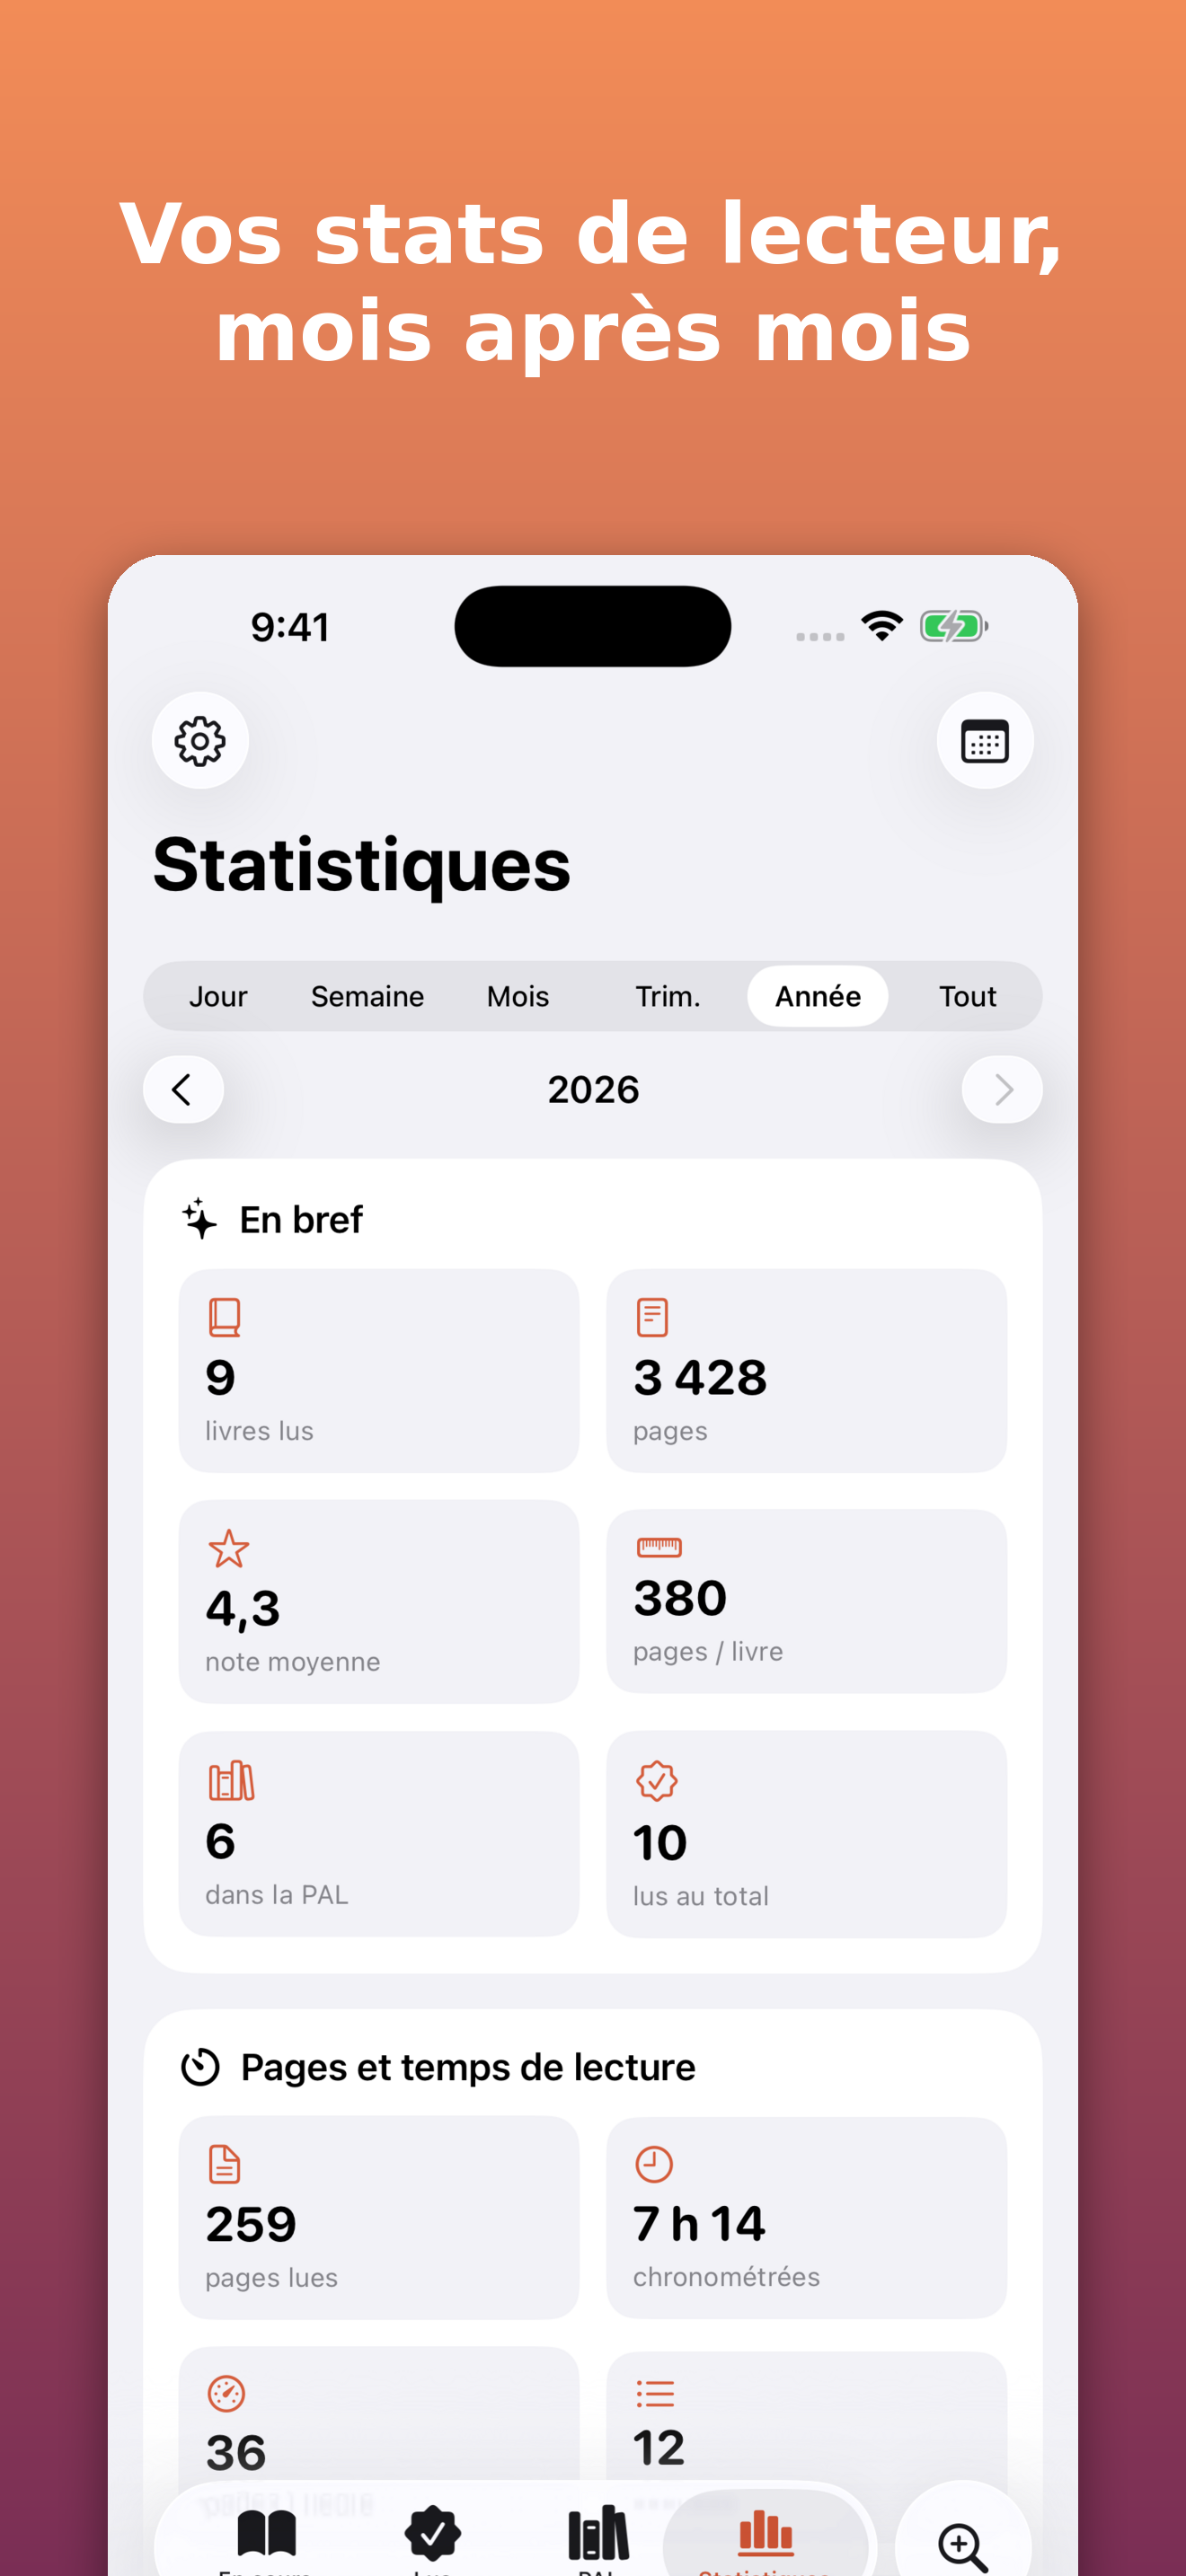 Vos stats de lecteur,
mois après mois
9:41
Statistiques
Jour Semaine Mois Trim. Année Tout
2026
En bref
9
livres lus
3 428
pages
4,3
note moyenne
380
pages / livre
6
dans la PAL
10
lus au total
Pages et temps de lecture
259
pages lues
7 h 14
chronométrées
36
12